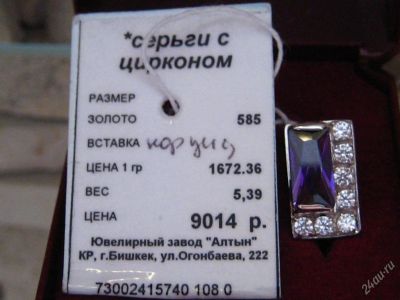 *серьги с
цирконом
РАЗМЕР
ЗОЛОТО 585
ВСТАВКА корунд
ЦЕНА 1 гр 1672.36
ВЕС 5,39
ЦЕНА 9014 р.
Ювелирный завод "Алтын"
КР, г.Бишкек, ул.Огонбаева, 222
73002415740 108 0
24au.ru